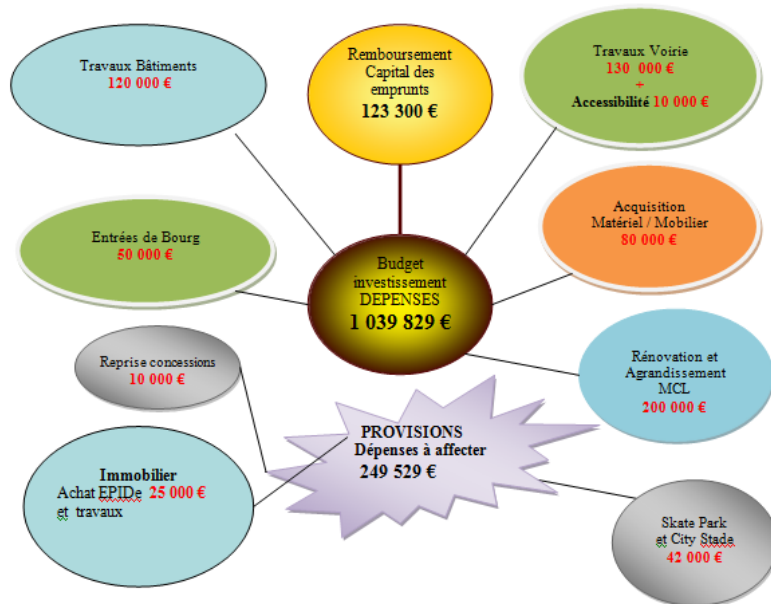 Travaux Bâtiments
120 000 €
Remboursement
Capital des
emprunts
123 300 €
Travaux Voirie
130 000 €
+
Accessibilité 10 000 €
Entrées de Bourg
50 000 €
Acquisition
Matériel / Mobilier
80 000 €
Budget
investissement
DEPENSES
1 039 829 €
Reprise concessions
10 000 €
Rénovation et
Agrandissement
MCL
200 000 €
PROVISIONS
Dépenses à affecter
249 529 €
Immobilier
Achat EPIDe 25 000 €
et travaux
Skate Park
et City Stade
42 000 €